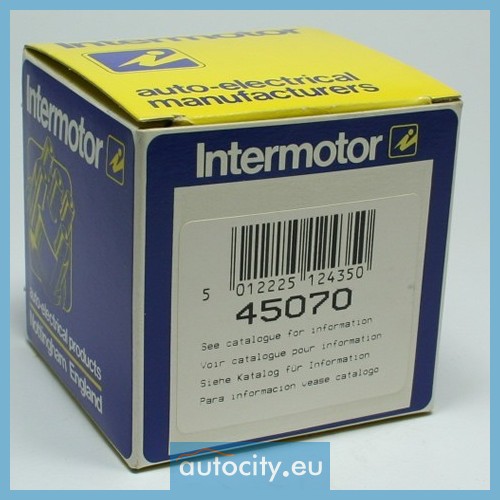 Intermotor
i
auto-electrical
manufacturers
Intermotor i
auto-electrical products
Nottingham England
Intermotor i
5 012225 124350
45070
See catalogue for information
Voir catalogue pour information
Siehe Katalog für Information
Para informacion vease catalogo
autocity.eu